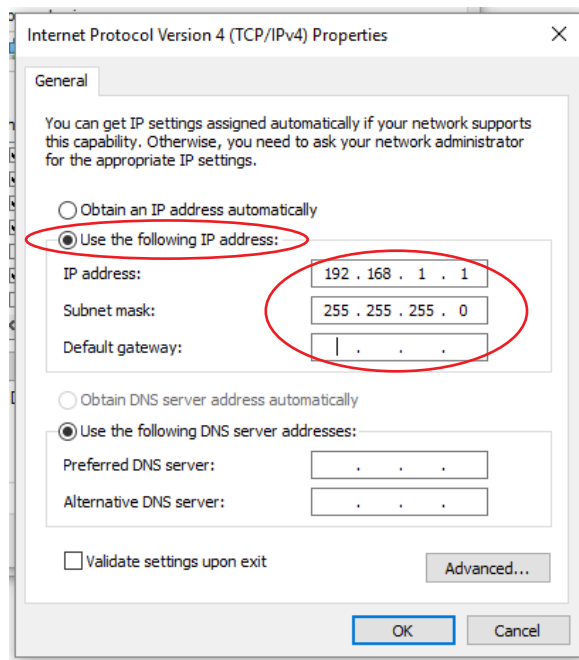 Internet Protocol Version 4 (TCP/IPv4) Properties
General
You can get IP settings assigned automatically if your network supports
this capability. Otherwise, you need to ask your network administrator
for the appropriate IP settings.
Obtain an IP address automatically
Use the following IP address:
IP address: 192 . 168 . 1 . 1
Subnet mask: 255 . 255 . 255 . 0
Default gateway: . . .
Obtain DNS server address automatically
Use the following DNS server addresses:
Preferred DNS server: . . .
Alternative DNS server: . . .
Validate settings upon exit
Advanced...
OK Cancel